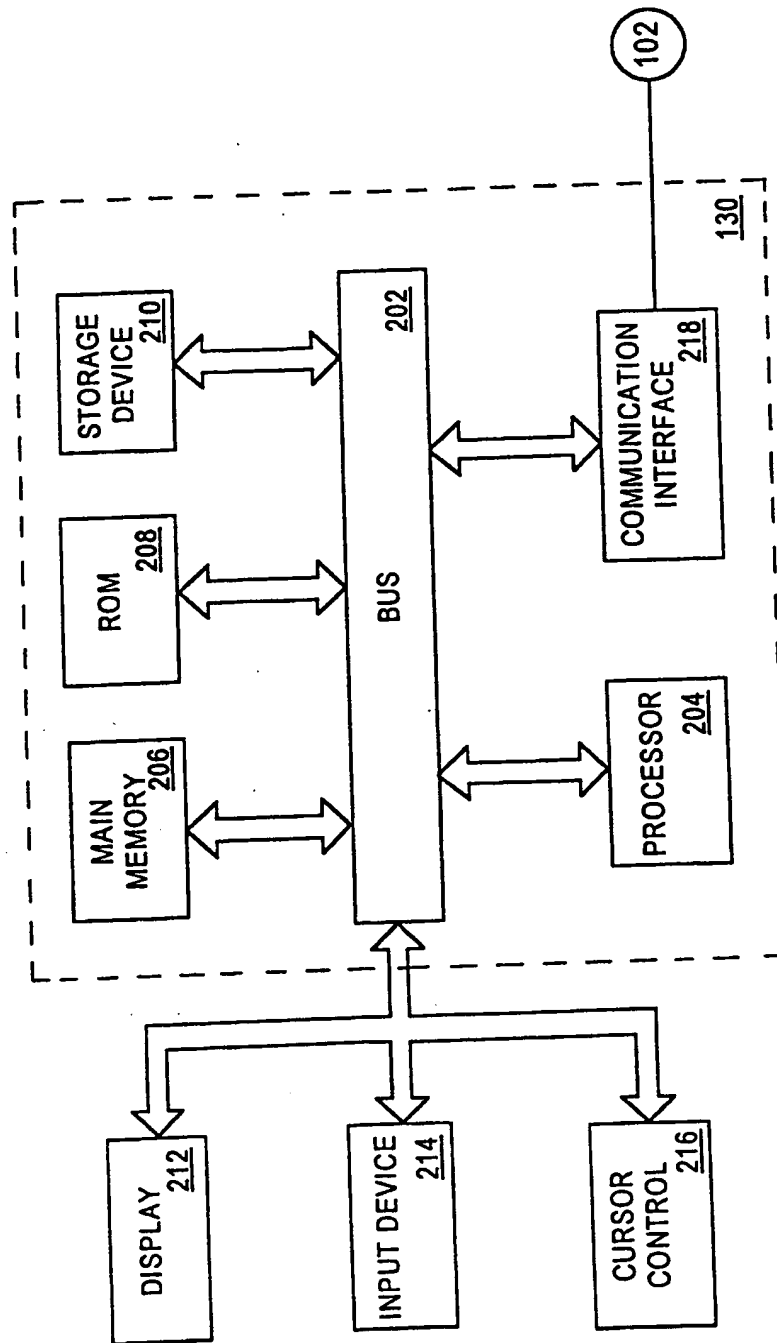 DISPLAY
212
INPUT DEVICE
214
CURSOR
CONTROL
216
MAIN
MEMORY
206
ROM
208
STORAGE
DEVICE
210
BUS
202
PROCESSOR
204
COMMUNICATION
INTERFACE
218
130
102